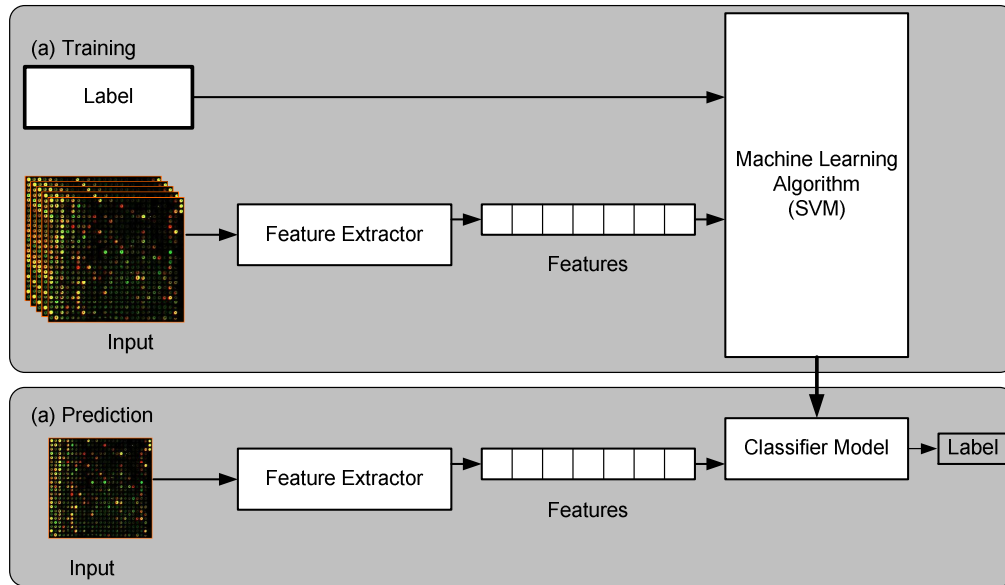 (a) Training
Label
Machine Learning
Algorithm
(SVM)
Feature Extractor
Features
Input
(a) Prediction
Classifier Model
Label
Feature Extractor
Features
Input